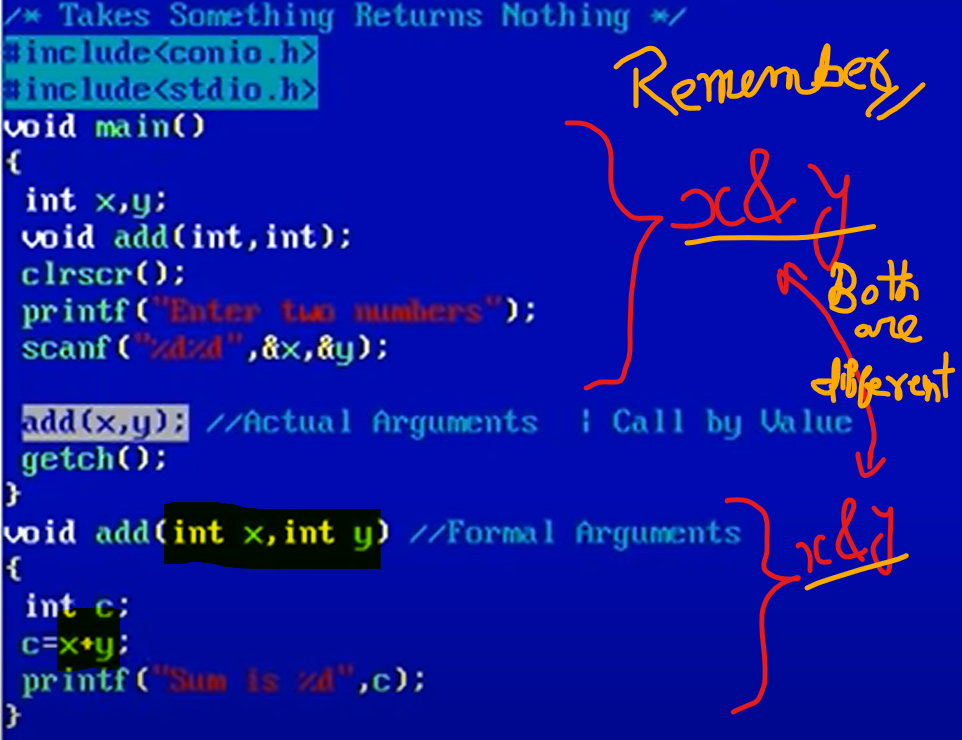 /* Takes Something Returns Nothing */
#include<conio.h>
#include<stdio.h>
void main()
{
int x,y;
void add(int,int);
clrscr();
printf("Enter two numbers");
scanf("%d%d",&x,&y);
add(x,y); //Actual Arguments | Call by Value
getch();
}
void add(int x,int y) //Formal Arguments
{
int c;
c=x+y;
printf("Sum is %d",c);
}
Remember,
x & y
Both
are
different
x & y